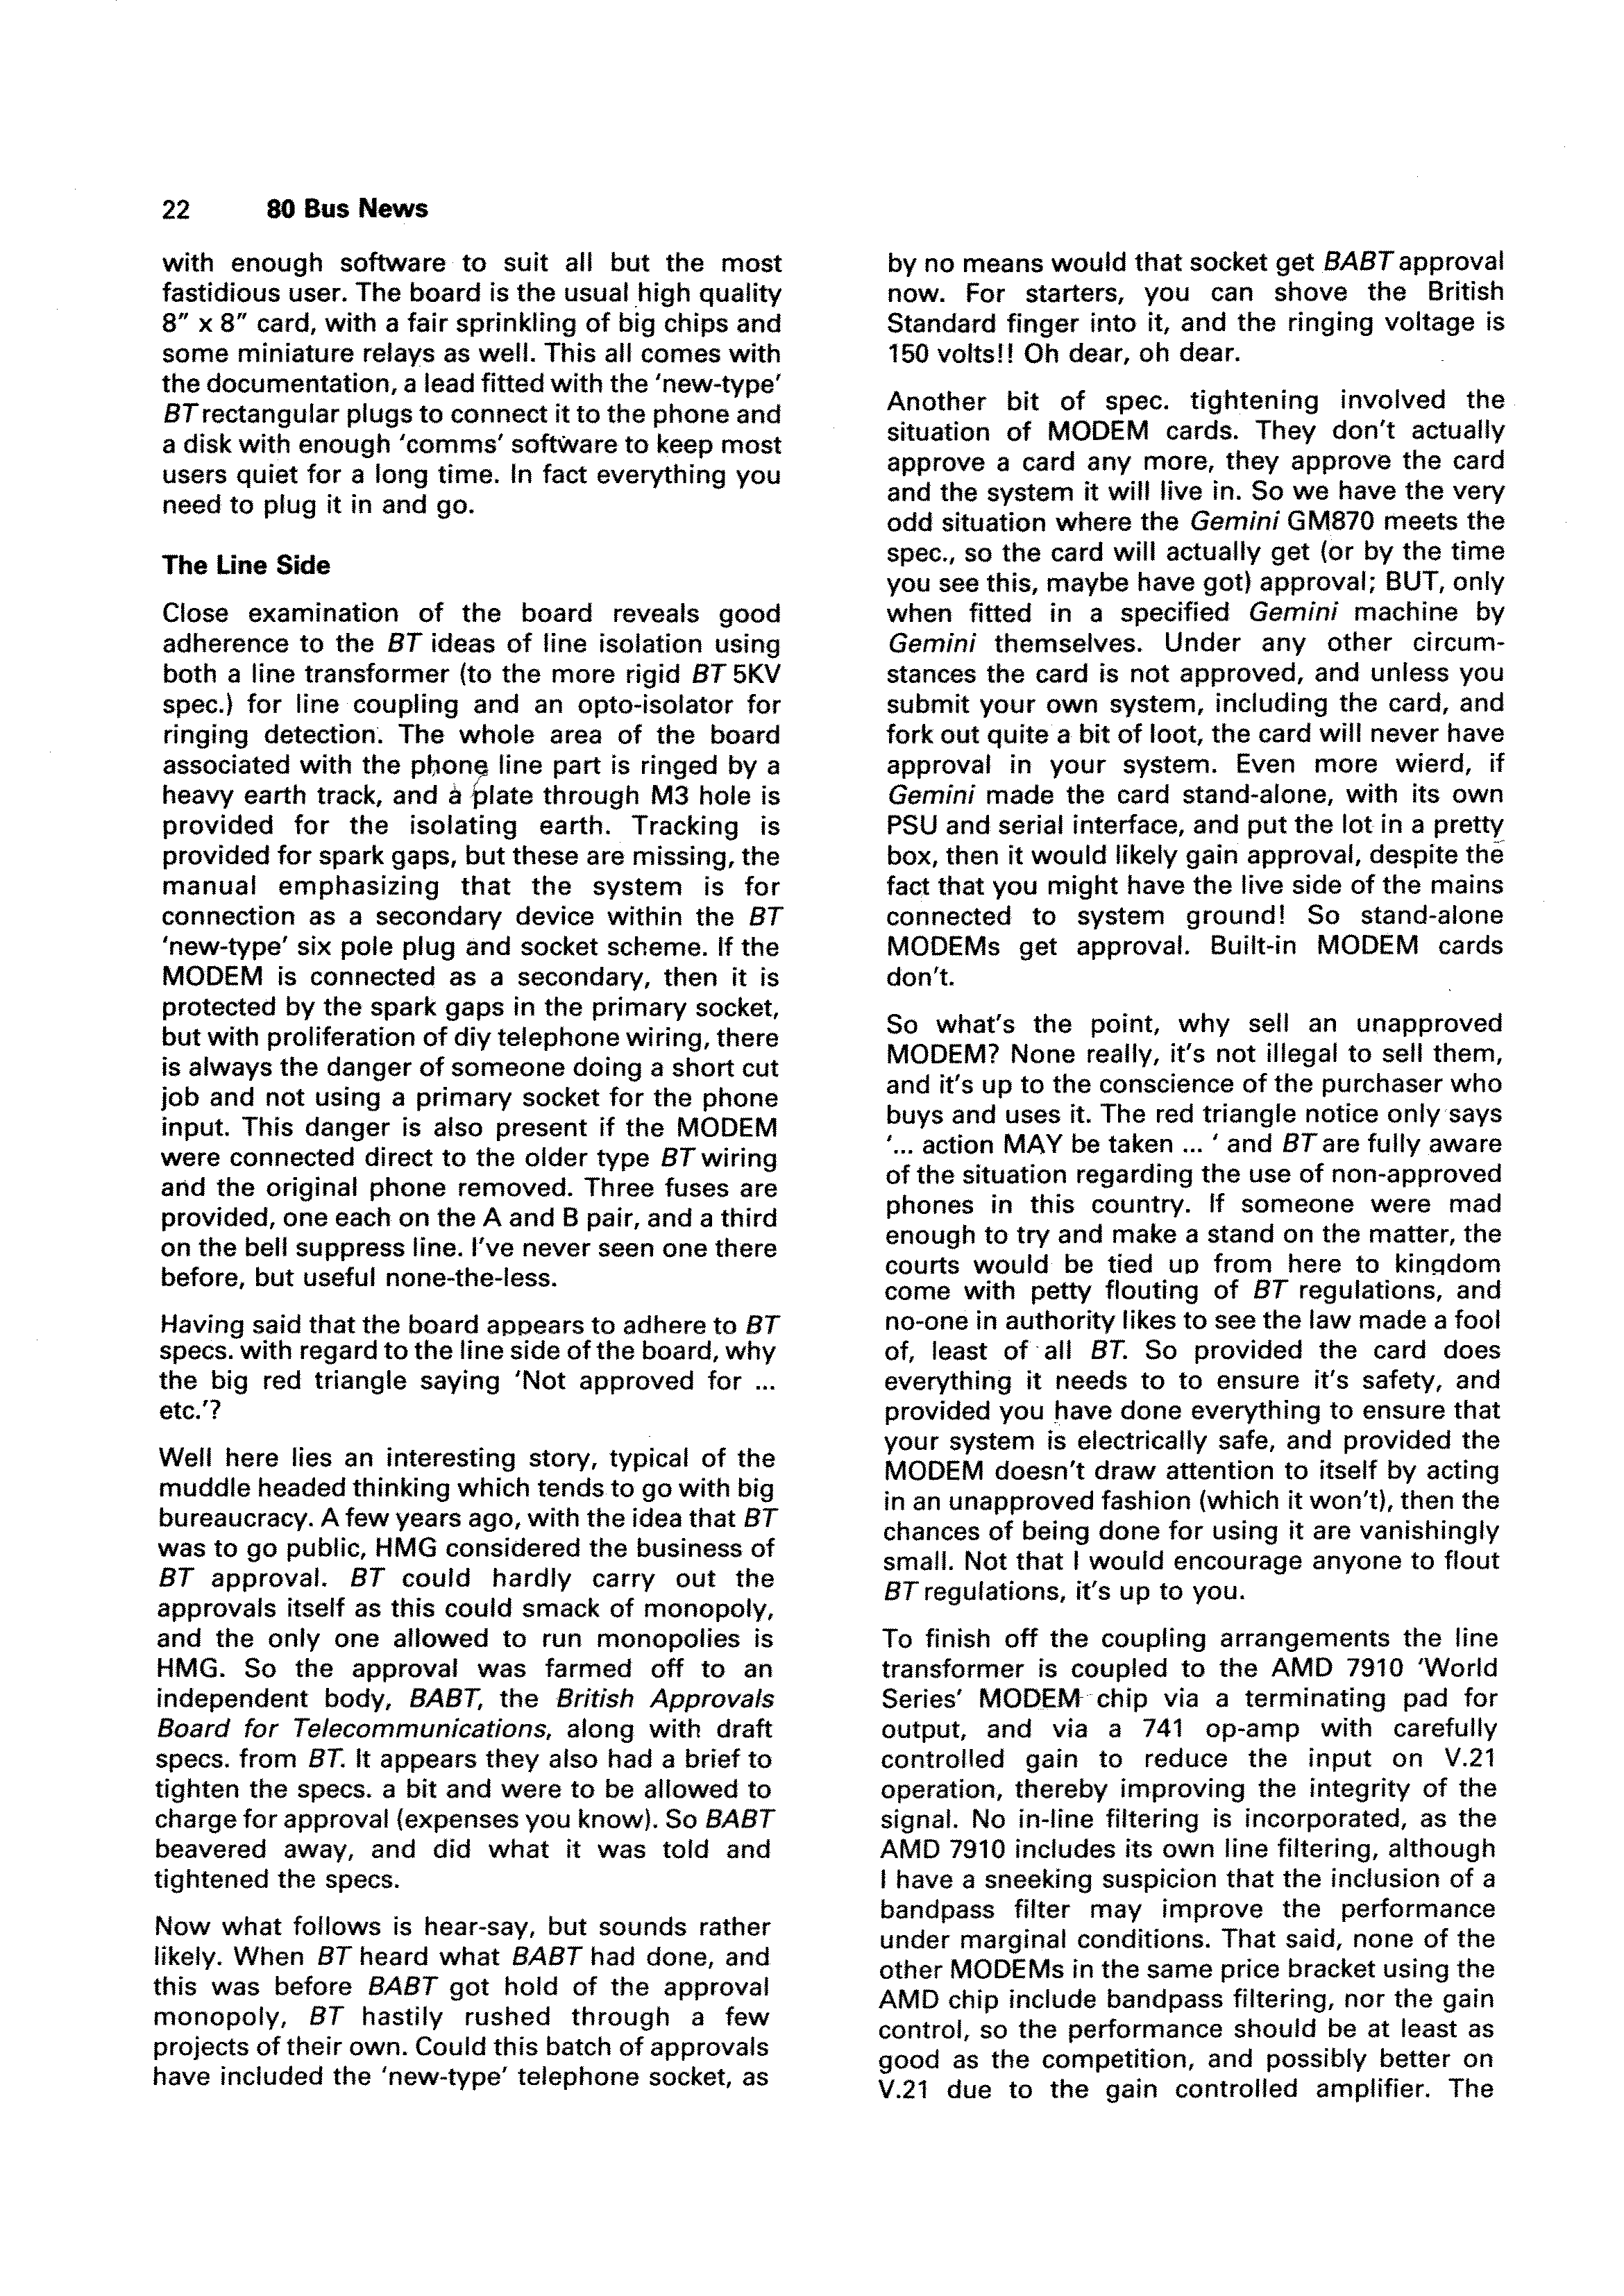 22 80 Bus News
with enough software to suit all but the most
fastidious user. The board is the usual high quality
8″ x 8″ card, with a fair sprinkling of big chips and
some miniature relays as well. This all comes with
the documentation, a lead fitted with the 'new-type'
BT rectangular plugs to connect it to the phone and
a disk with enough 'comms' software to keep most
users quiet for a long time. In fact everything you
need to plug it in and go.
The Line Side
Close examination of the board reveals good
adherence to the BT ideas of line isolation using
both a line transformer (to the more rigid BT 5KV
spec.) for line coupling and an opto-isolator for
ringing detection. The whole area of the board
associated with the phone line part is ringed by a
heavy earth track, and a plate through M3 hole is
provided for the isolating earth. Tracking is
provided for spark gaps, but these are missing, the
manual emphasizing that the system is for
connection as a secondary device within the BT
'new-type' six pole plug and socket scheme. If the
MODEM is connected as a secondary, then it is
protected by the spark gaps in the primary socket,
but with proliferation of diy telephone wiring, there
is always the danger of someone doing a short cut
job and not using a primary socket for the phone
input. This danger is also present if the MODEM
were connected direct to the older type BT wiring
and the original phone removed. Three fuses are
provided, one each on the A and B pair, and a third
on the bell suppress line. I've never seen one there
before, but useful none-the-less.
Having said that the board appears to adhere to BT
specs. with regard to the line side of the board, why
the big red triangle saying 'Not approved for ...
etc.'?
Well here lies an interesting story, typical of the
muddle headed thinking which tends to go with big
bureaucracy. A few years ago, with the idea that BT
was to go public, HMG considered the business of
BT approval. BT could hardly carry out the
approvals itself as this could smack of monopoly,
and the only one allowed to run monopolies is
HMG. So the approval was farmed off to an
independent body, BABT, the British Approvals
Board for Telecommunications, along with draft
specs. from BT. It appears they also had a brief to
tighten the specs. a bit and were to be allowed to
charge for approval (expenses you know). So BABT
beavered away, and did what it was told and
tightened the specs.
Now what follows is hear-say, but sounds rather
likely. When BT heard what BABT had done, and
this was before BABT got hold of the approval
monopoly, BT hastily rushed through a few
projects of their own. Could this batch of approvals
have included the 'new-type' telephone socket, as
by no means would that socket get BABT approval
now. For starters, you can shove the British
Standard finger into it, and the ringing voltage is
150 volts!! Oh dear, oh dear.
Another bit of spec. tightening involved the
situation of MODEM cards. They don't actually
approve a card any more, they approve the card
and the system it will live in. So we have the very
odd situation where the Gemini GM870 meets the
spec., so the card will actually get (or by the time
you see this, maybe have got) approval; BUT, only
when fitted in a specified Gemini machine by
Gemini themselves. Under any other circum-
stances the card is not approved, and unless you
submit your own system, including the card, and
fork out quite a bit of loot, the card will never have
approval in your system. Even more wierd, if
Gemini made the card stand-alone, with its own
PSU and serial interface, and put the lot in a pretty
box, then it would likely gain approval, despite the
fact that you might have the live side of the mains
connected to system ground! So stand-alone
MODEMs get approval. Built-in MODEM cards
don't.
So what's the point, why sell an unapproved
MODEM? None really, it's not illegal to sell them,
and it's up to the conscience of the purchaser who
buys and uses it. The red triangle notice only says
'... action MAY be taken ... ' and BT are fully aware
of the situation regarding the use of non-approved
phones in this country. If someone were mad
enough to try and make a stand on the matter, the
courts would be tied up from here to kingdom
come with petty flouting of BT regulations, and
no-one in authority likes to see the law made a fool
of, least of all BT. So provided the card does
everything it needs to to ensure it's safety, and
provided you have done everything to ensure that
your system is electrically safe, and provided the
MODEM doesn't draw attention to itself by acting
in an unapproved fashion (which it won't), then the
chances of being done for using it are vanishingly
small. Not that I would encourage anyone to flout
BT regulations, it's up to you.
To finish off the coupling arrangements the line
transformer is coupled to the AMD 7910 'World
Series' MODEM chip via a terminating pad for
output, and via a 741 op-amp with carefully
controlled gain to reduce the input on V.21
operation, thereby improving the integrity of the
signal. No in-line filtering is incorporated, as the
AMD 7910 includes its own line filtering, although
I have a sneeking suspicion that the inclusion of a
bandpass filter may improve the performance
under marginal conditions. That said, none of the
other MODEMs in the same price bracket using the
AMD chip include bandpass filtering, nor the gain
control, so the performance should be at least as
good as the competition, and possibly better on
V.21 due to the gain controlled amplifier. The